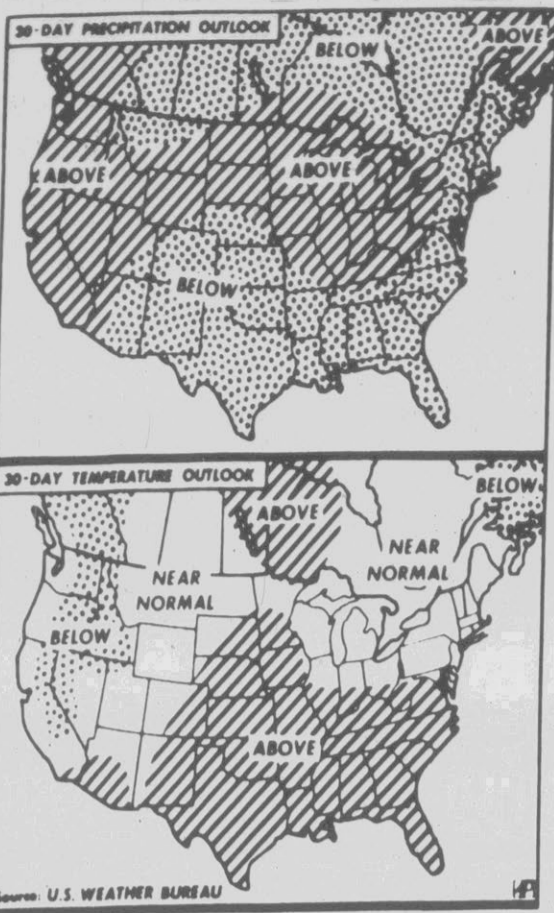 30-DAY PRECIPITATION OUTLOOK
BELOW
ABOVE
ABOVE
ABOVE
BELOW
30-DAY TEMPERATURE OUTLOOK
BELOW
ABOVE
NEAR
NORMAL
NEAR
NORMAL
BELOW
ABOVE
Source: U.S. WEATHER BUREAU